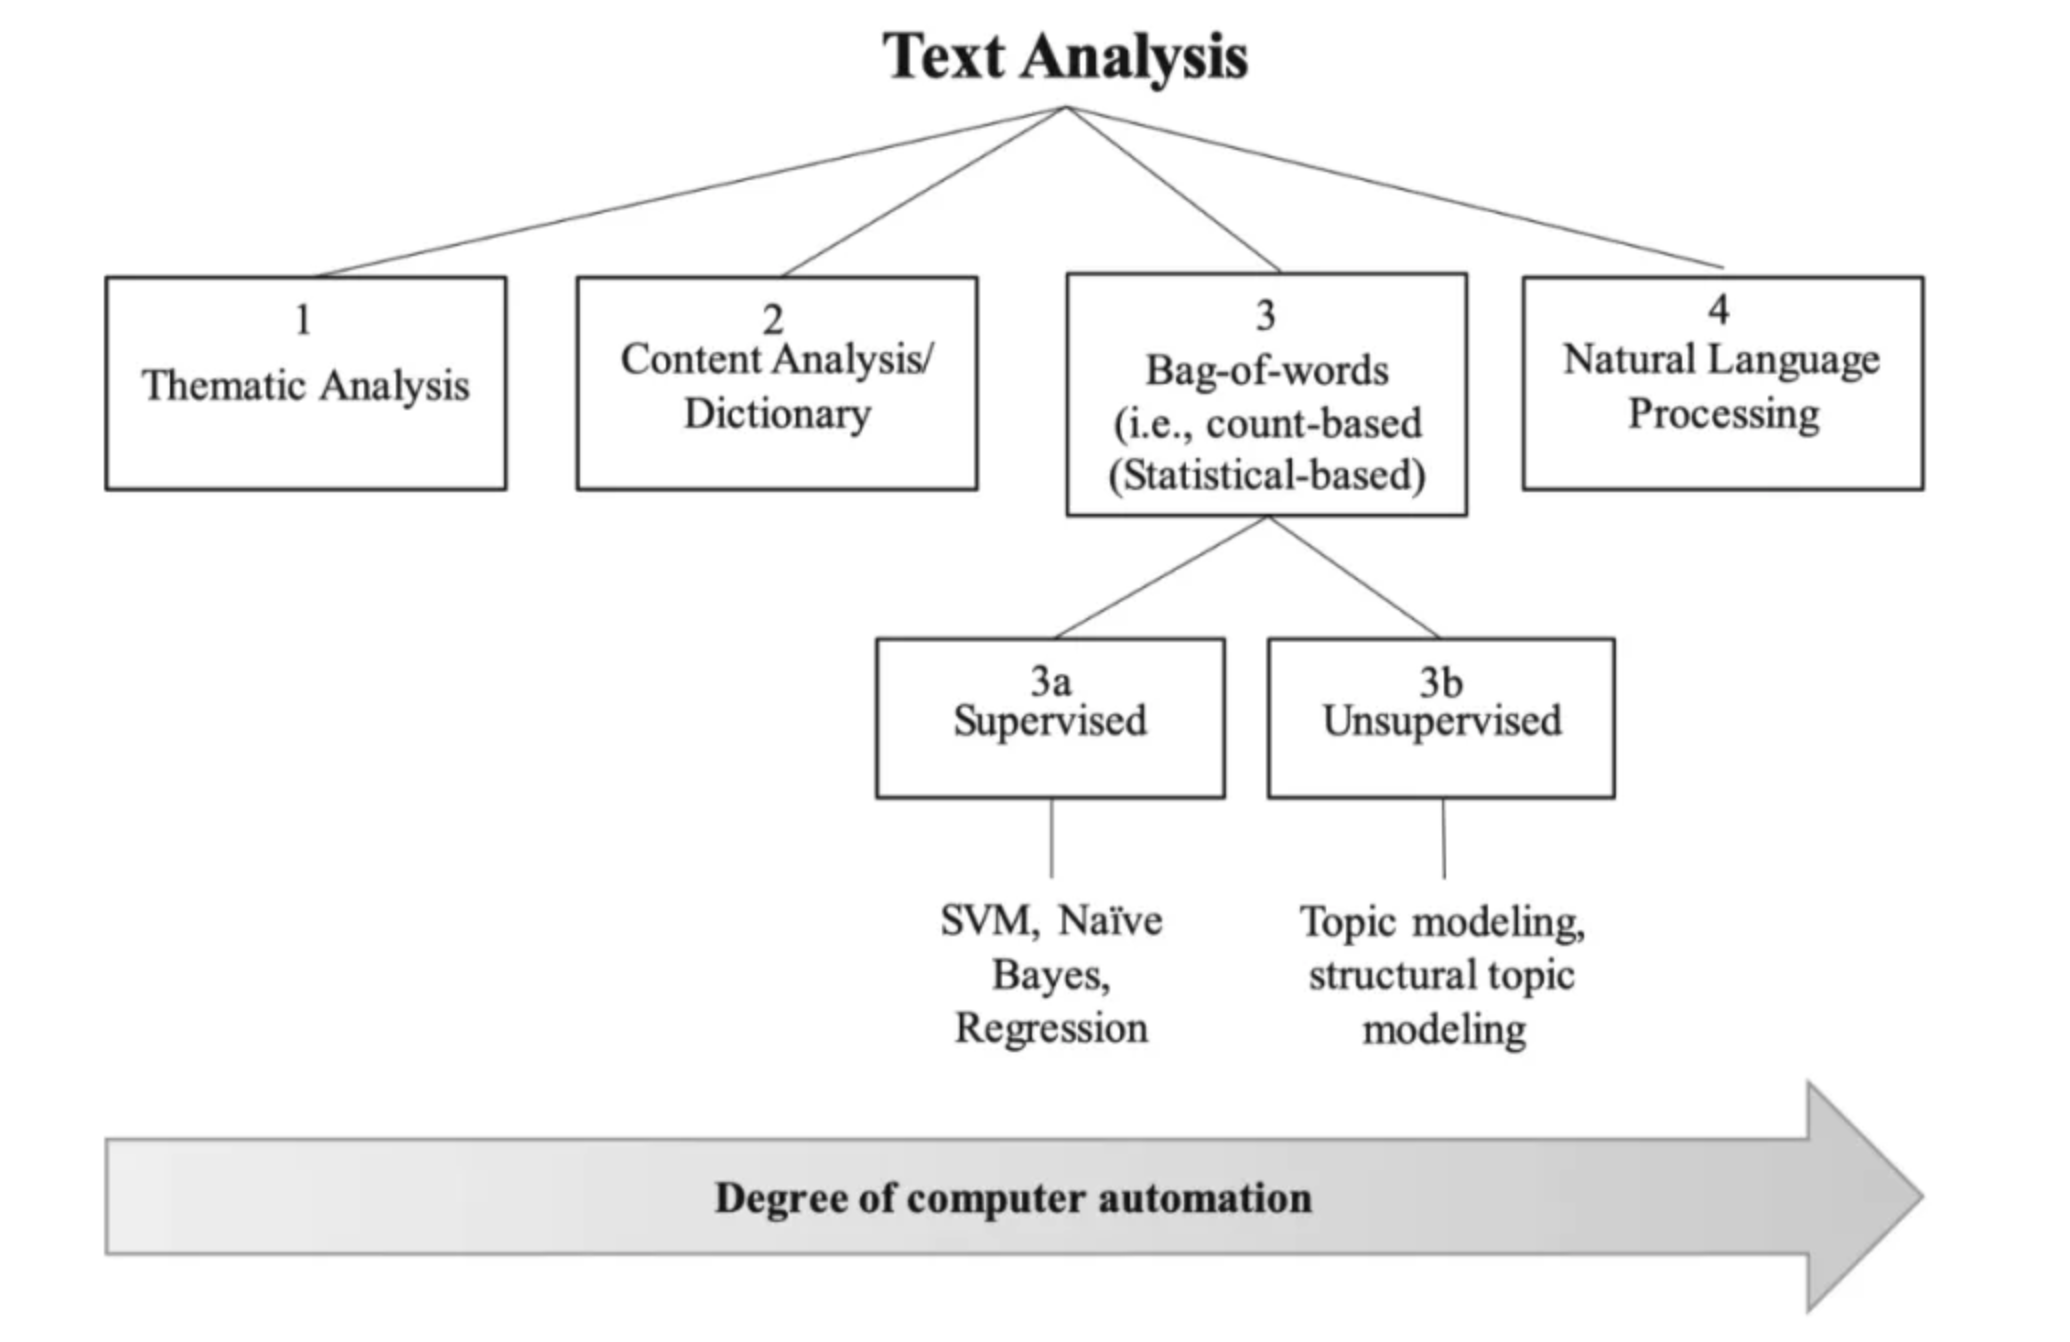 Text Analysis
1
Thematic Analysis
2
Content Analysis/
Dictionary
3
Bag-of-words
(i.e., count-based
(Statistical-based)
4
Natural Language
Processing
3a
Supervised
3b
Unsupervised
SVM, Naïve
Bayes,
Regression
Topic modeling,
structural topic
modeling
Degree of computer automation